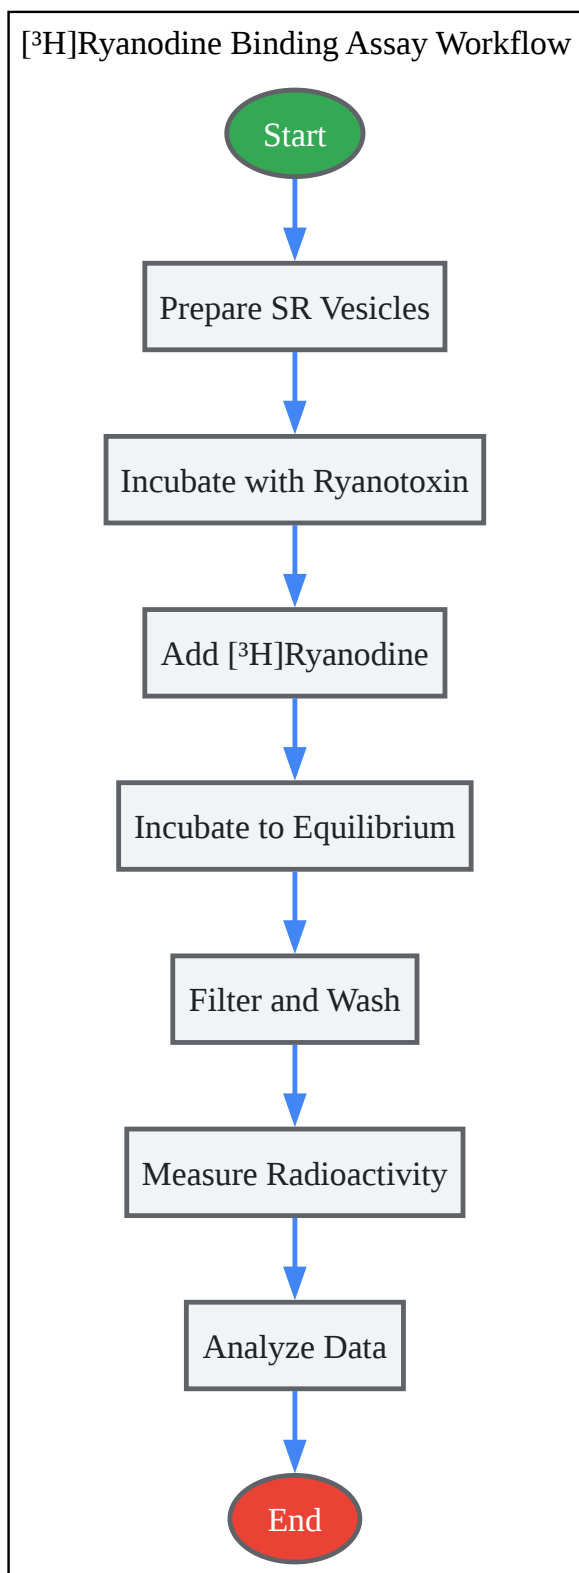 [³H]Ryanodine Binding Assay Workflow
Start
Prepare SR Vesicles
Incubate with Ryanotoxin
Add [³H]Ryanodine
Incubate to Equilibrium
Filter and Wash
Measure Radioactivity
Analyze Data
End